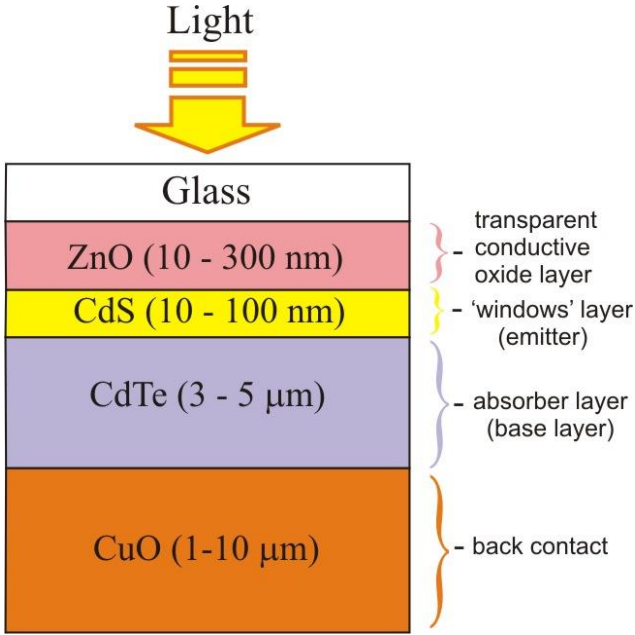 Light
Glass
ZnO (10 - 300 nm)
- transparent
conductive
oxide layer
CdS (10 - 100 nm)
- 'windows' layer
(emitter)
CdTe (3 - 5 µm)
- absorber layer
(base layer)
CuO (1-10 µm)
- back contact